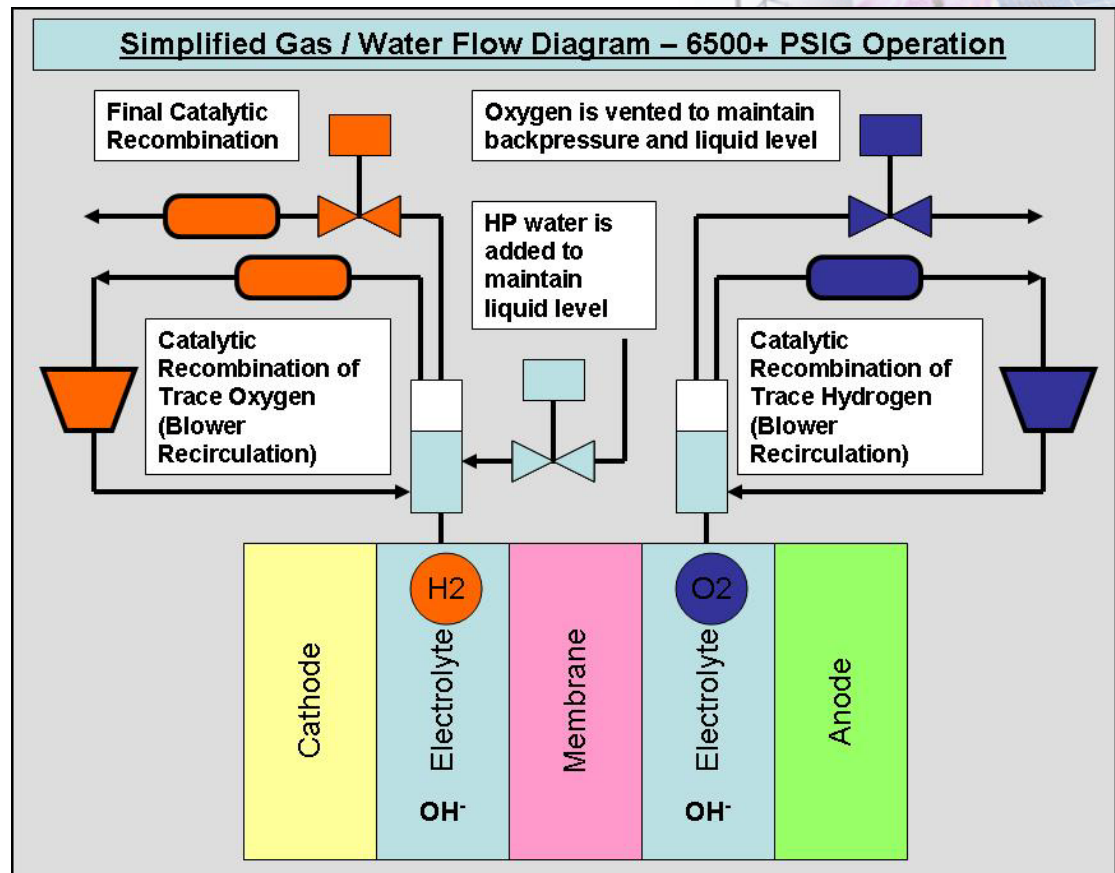 Simplified Gas / Water Flow Diagram – 6500+ PSIG Operation
Final Catalytic
Recombination
Oxygen is vented to maintain
backpressure and liquid level
HP water is
added to
maintain
liquid level
Catalytic
Recombination of
Trace Oxygen
(Blower
Recirculation)
Catalytic
Recombination of
Trace Hydrogen
(Blower
Recirculation)
Cathode
H2
Electrolyte
OH-
Membrane
O2
Electrolyte
OH-
Anode